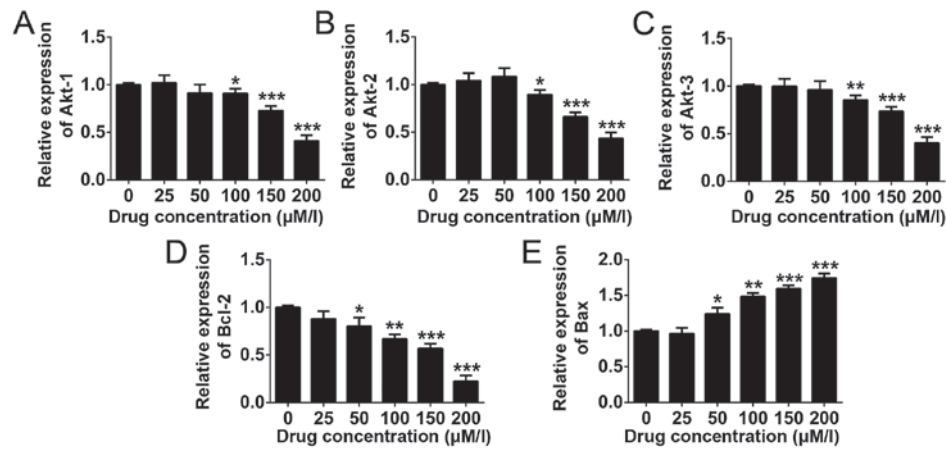 A
Relative expression
of Akt-1
1.5
1.0
0.5
0.0
*
***
***
0 25 50 100 150 200
Drug concentration (µM/l)
B
Relative expression
of Akt-2
1.5
1.0
0.5
0.0
*
***
***
0 25 50 100 150 200
Drug concentration (µM/l)
C
Relative expression
of Akt-3
1.5
1.0
0.5
0.0
**
***
***
0 25 50 100 150 200
Drug concentration (µM/l)
D
Relative expression
of Bcl-2
1.5
1.0
0.5
0.0
*
**
***
***
0 25 50 100 150 200
Drug concentration (µM/l)
E
Relative expression
of Bax
2.0
1.5
1.0
0.5
0.0
*
**
***
***
0 25 50 100 150 200
Drug concentration (µM/l)